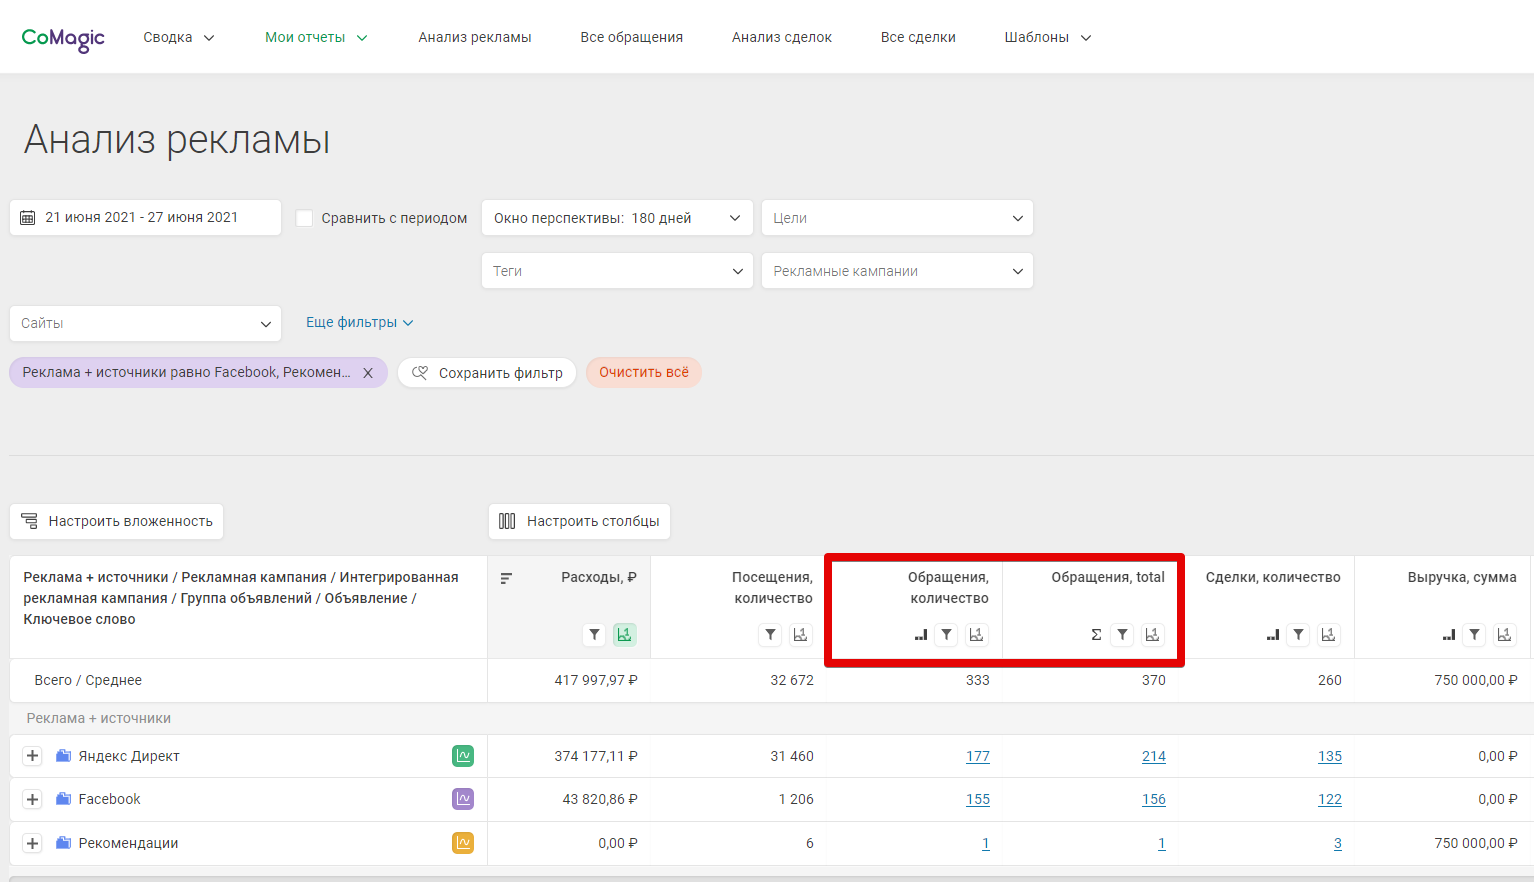 CoMagic
Сводка
Мои отчеты
Анализ рекламы
Все обращения
Анализ сделок
Все сделки
Шаблоны
Анализ рекламы
21 июня 2021 - 27 июня 2021
Сравнить с периодом
Окно перспективы: 180 дней
Цели
Теги
Рекламные кампании
Сайты
Еще фильтры
Реклама + источники равно Facebook, Рекомен...
Сохранить фильтр
Очистить всё
Настроить вложенность
Настроить столбцы
Реклама + источники / Рекламная кампания / Интегрированная
рекламная кампания / Группа объявлений / Объявление /
Ключевое слово
Расходы, ₽
Посещения,
количество
Обращения,
количество
Обращения, total
Σ
Сделки, количество
Выручка, сумма
Всего / Среднее
417 997,97 ₽
32 672
333
370
260
750 000,00 ₽
Реклама + источники
Яндекс Директ
374 177,11 ₽
31 460
177
214
135
0,00 ₽
Facebook
43 820,86 ₽
1 206
155
156
122
0,00 ₽
Рекомендации
0,00 ₽
6
1
1
3
750 000,00 ₽